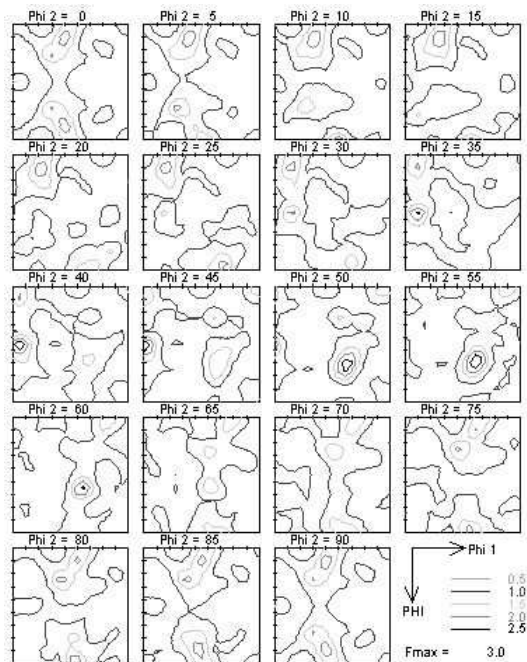 Phi 2 = 0 Phi 2 = 5 Phi 2 = 10 Phi 2 = 15
Phi 2 = 20 Phi 2 = 25 Phi 2 = 30 Phi 2 = 35
Phi 2 = 40 Phi 2 = 45 Phi 2 = 50 Phi 2 = 55
Phi 2 = 60 Phi 2 = 65 Phi 2 = 70 Phi 2 = 75
Phi 2 = 80 Phi 2 = 85 Phi 2 = 90
Phi 1
PHI
0.5
1.0
1.5
2.0
2.5
Fmax = 3.0